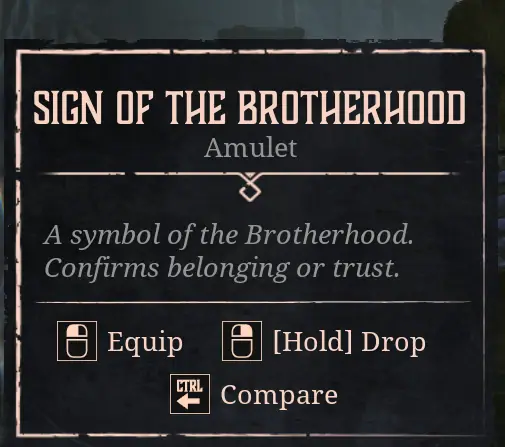 SIGN OF THE BROTHERHOOD
Amulet
A symbol of the Brotherhood.
Confirms belonging or trust.
Equip [Hold] Drop
CTRL Compare